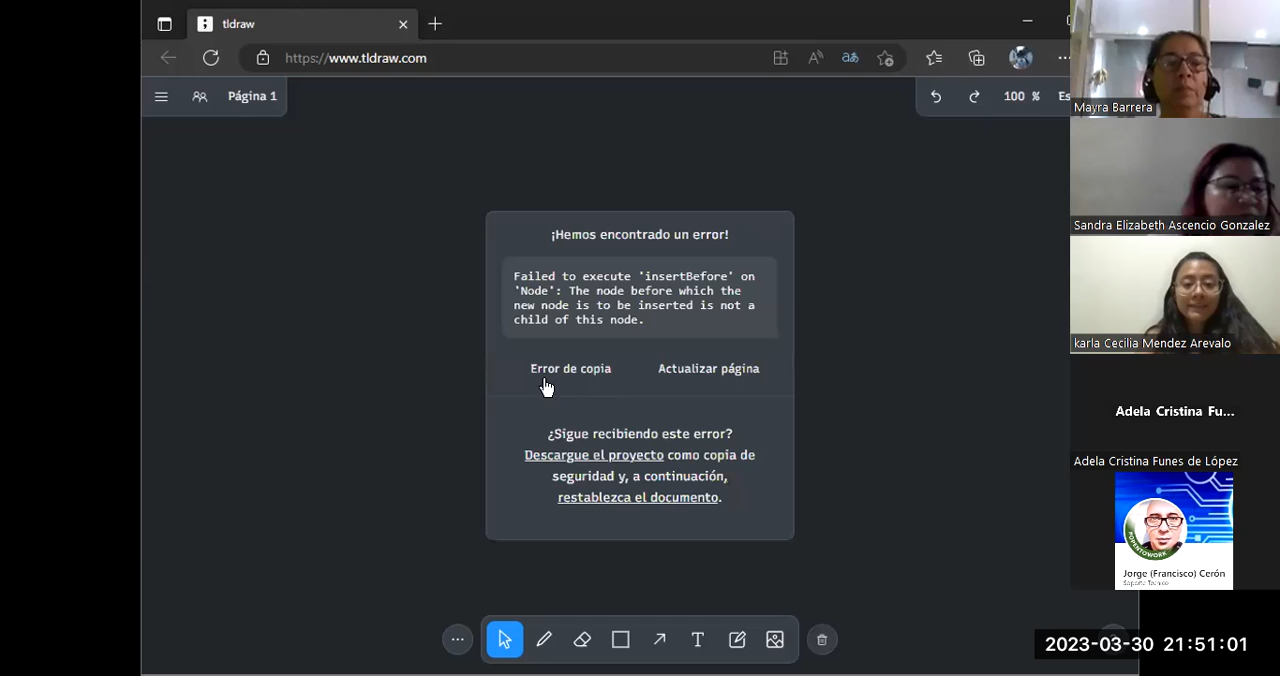 tldraw
https://www.tldraw.com
Página 1
100 %
Es
¡Hemos encontrado un error!
Failed to execute 'insertBefore' on
'Node': The node before which the
new node is to be inserted is not a
child of this node.
Error de copia
Actualizar página
¿Sigue recibiendo este error?
Descargue el proyecto como copia de
seguridad y, a continuación,
restablezca el documento.
Mayra Barrera
Sandra Elizabeth Ascencio Gonzalez
karla Cecilia Mendez Arevalo
Adela Cristina Fu...
Adela Cristina Funes de López
Jorge (Francisco) Cerón
Soporte Tecnico
2023-03-30 21:51:01